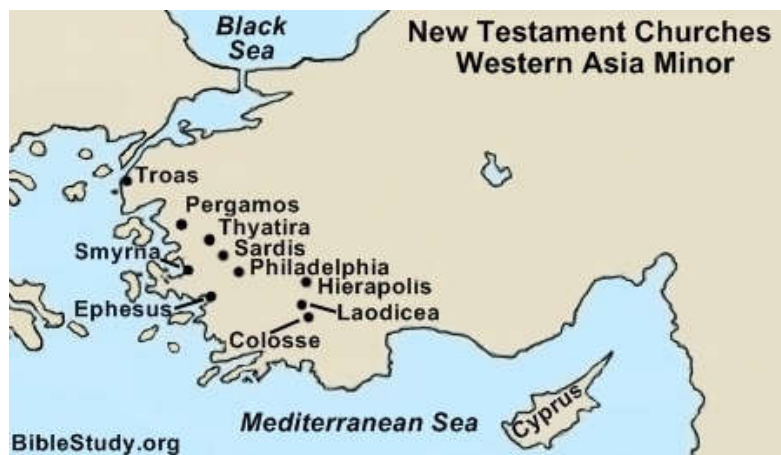 Black
Sea
New Testament Churches
Western Asia Minor
Troas
Pergamos
Thyatira
Smyrna
Sardis
Philadelphia
Hierapolis
Ephesus
Laodicea
Colosse
Mediterranean Sea
Cyprus
BibleStudy.org